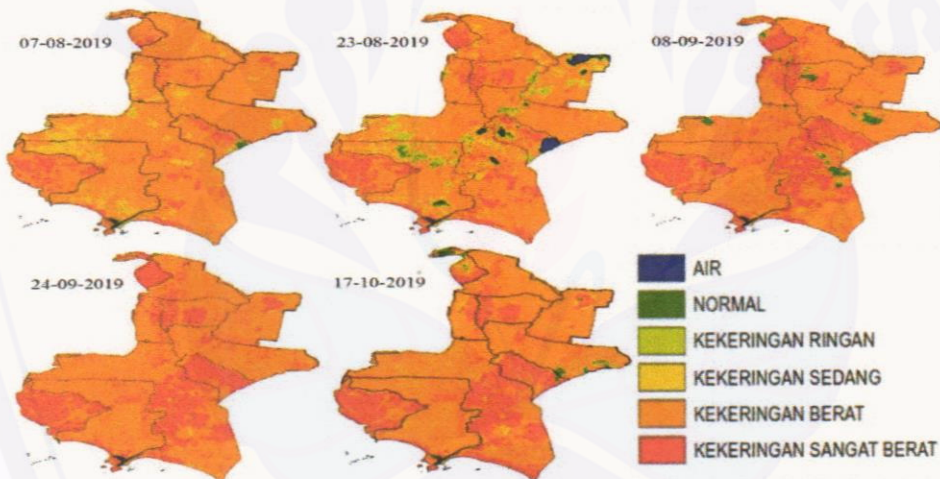 07-08-2019
23-08-2019
08-09-2019
24-09-2019
17-10-2019
AIR
NORMAL
KEKERINGAN RINGAN
KEKERINGAN SEDANG
KEKERINGAN BERAT
KEKERINGAN SANGAT BERAT